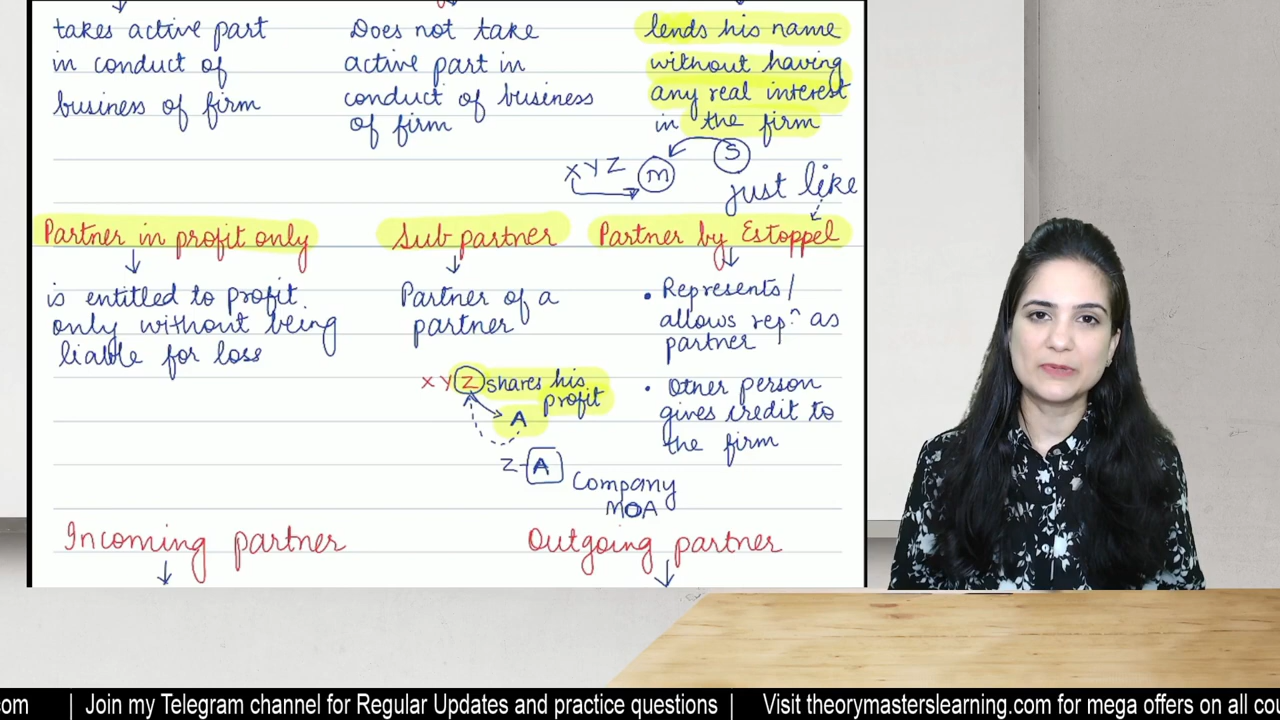 takes active part
in conduct of
business of firm
Does not take
active part in
conduct of business
of firm
lends his name
without having
any real interest
in the firm
XYZ
M
S
just like
Partner in profit only
is entitled to profit
only without being
liable for loss
Sub partner
Partner of a
partner
X Y Z shares his
profit
A
Z-A
Company
MOA
Partner by Estoppel
• Represents/
allows repⁿ as
partner
• Other person
gives credit to
the firm
Incoming partner
Outgoing partner
om | Join my Telegram channel for Regular Updates and practice questions | Visit theorymasterslearning.com for mega offers on all cou